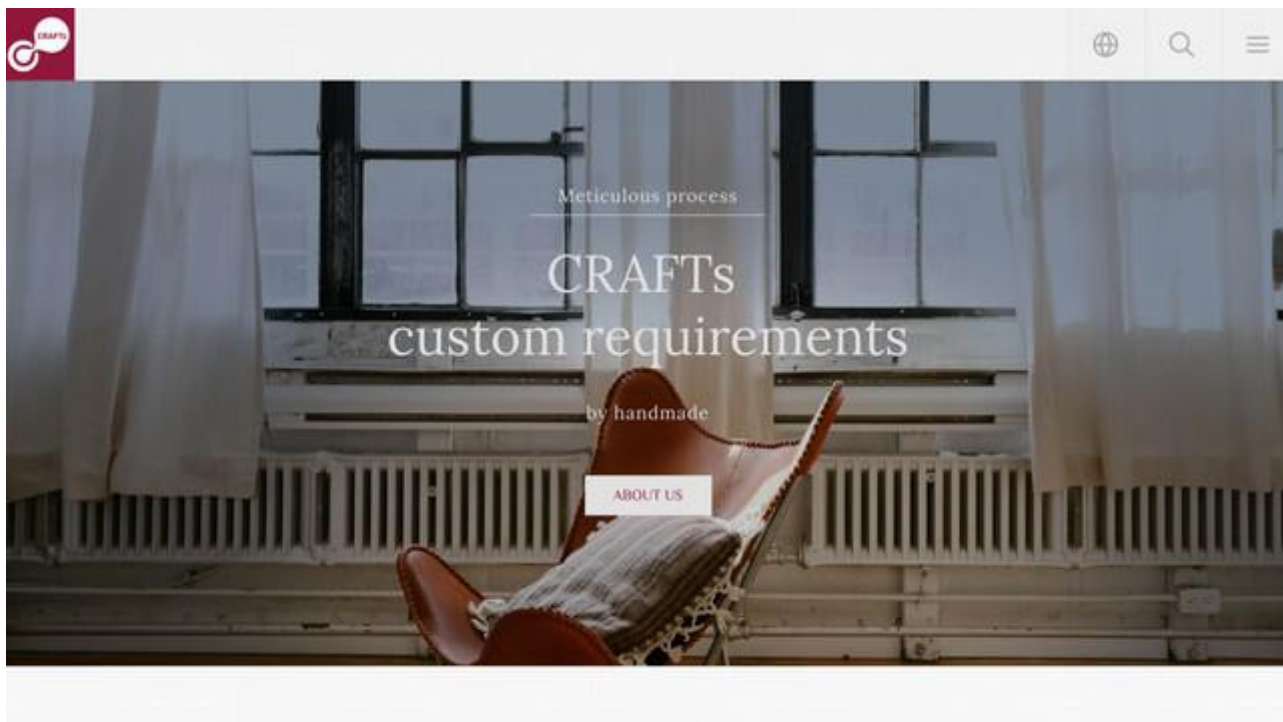 CRAFTs
Meticulous process
CRAFTs
custom requirements
by handmade
ABOUT US